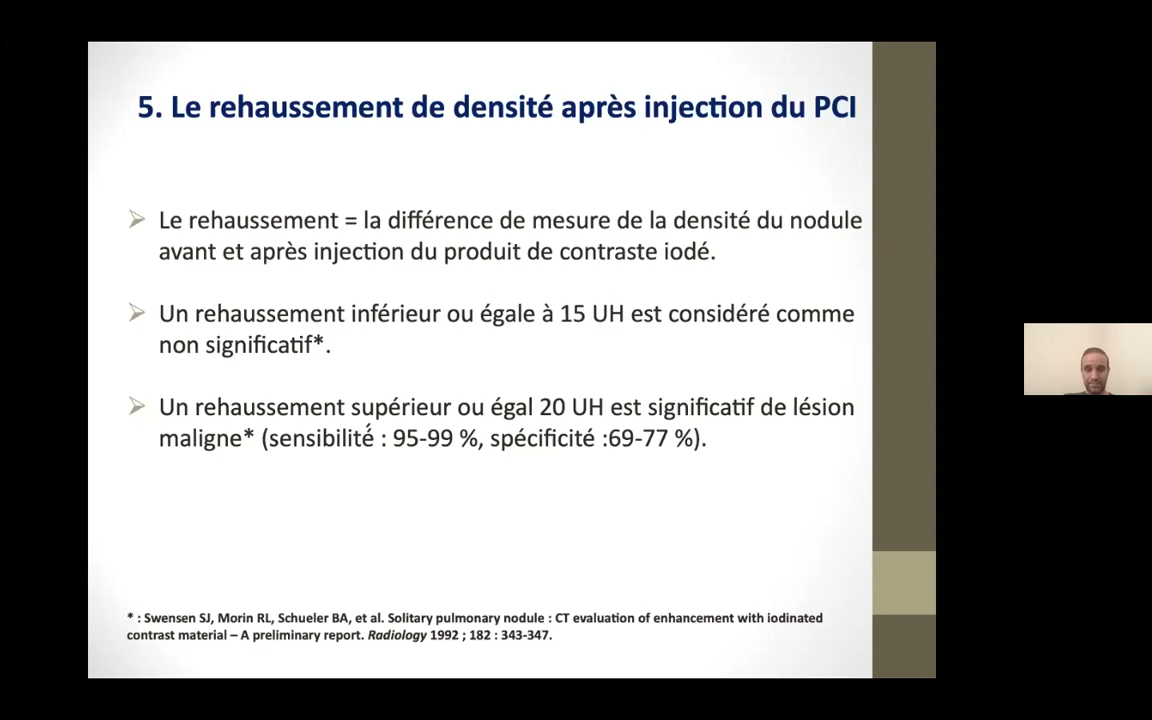 5. Le rehaussement de densité après injection du PCI
Le rehaussement = la différence de mesure de la densité du nodule
avant et après injection du produit de contraste iodé.
Un rehaussement inférieur ou égale à 15 UH est considéré comme
non significatif*.
Un rehaussement supérieur ou égal 20 UH est significatif de lésion
maligne* (sensibilité́ : 95-99 %, spécificité :69-77 %).
* : Swensen SJ, Morin RL, Schueler BA, et al. Solitary pulmonary nodule : CT evaluation of enhancement with iodinated
contrast material – A preliminary report. Radiology 1992 ; 182 : 343-347.